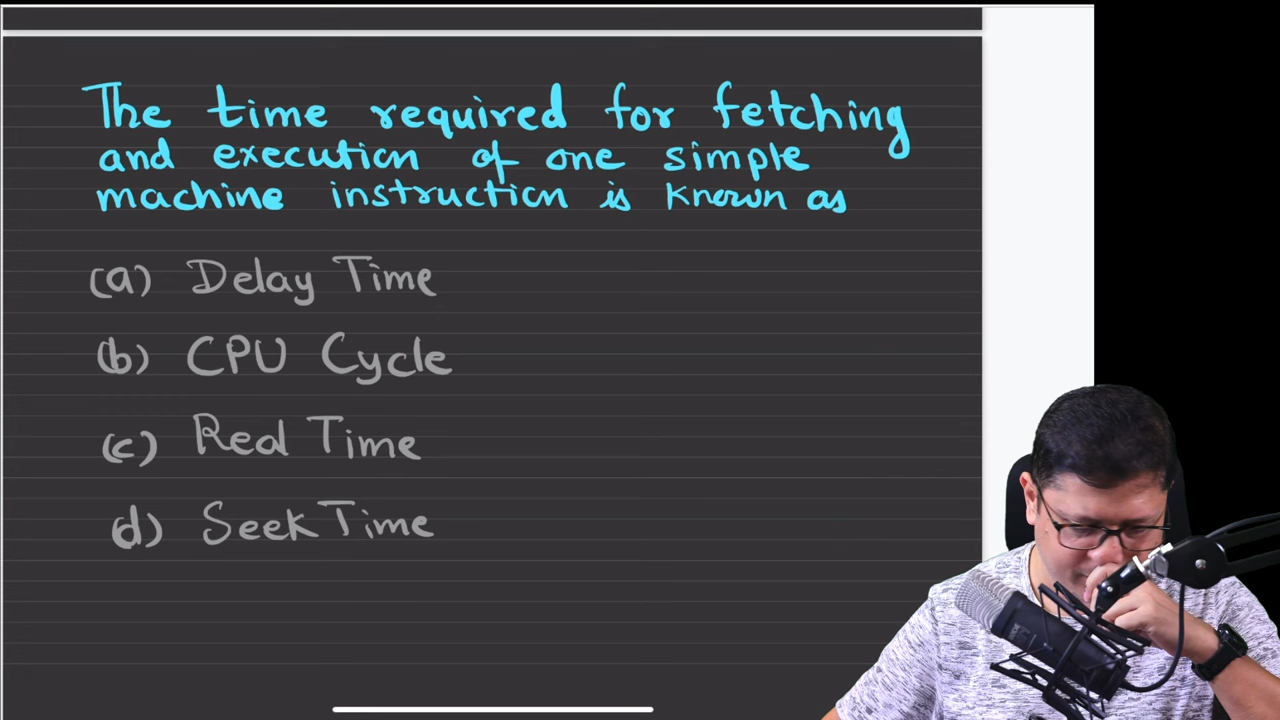 The time required for fetching
and execution of one simple
machine instruction is known as
(a) Delay Time
(b) CPU Cycle
(c) Real Time
(d) Seek Time